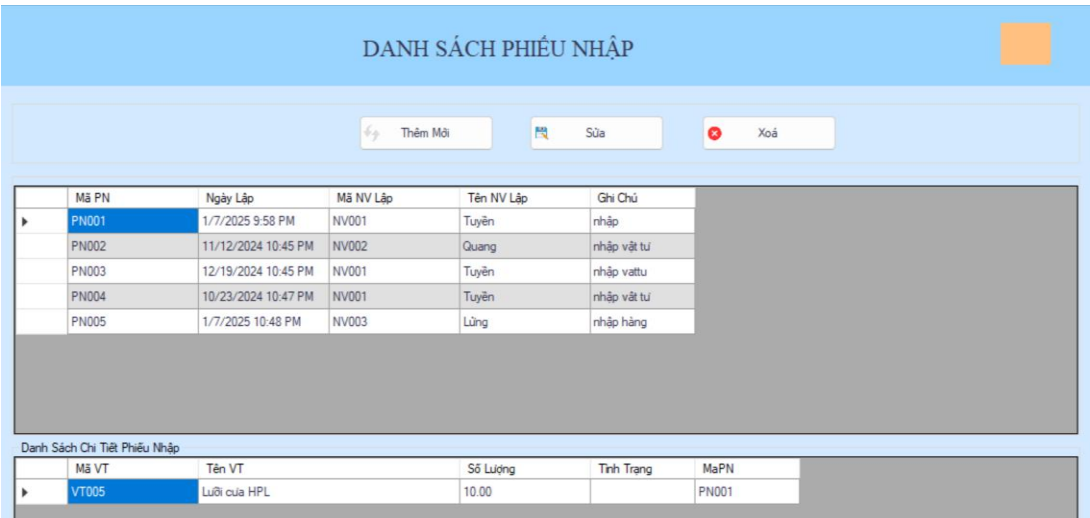 DANH SÁCH PHIẾU NHẬP
Thêm Mới Sửa Xoá
Mã PN Ngày Lập Mã NV Lập Tên NV Lập Ghi Chú
PN001 1/7/2025 9:58 PM NV001 Tuyền nhập
PN002 11/12/2024 10:45 PM NV002 Quang nhập vật tư
PN003 12/19/2024 10:45 PM NV001 Tuyền nhập vattu
PN004 10/23/2024 10:47 PM NV001 Tuyền nhập vât tư
PN005 1/7/2025 10:48 PM NV003 Lửng nhập hàng
Danh Sách Chi Tiết Phiếu Nhập
Mã VT Tên VT Số Lượng Tình Trạng MaPN
VT005 Lưỡi cưa HPL 10.00 PN001